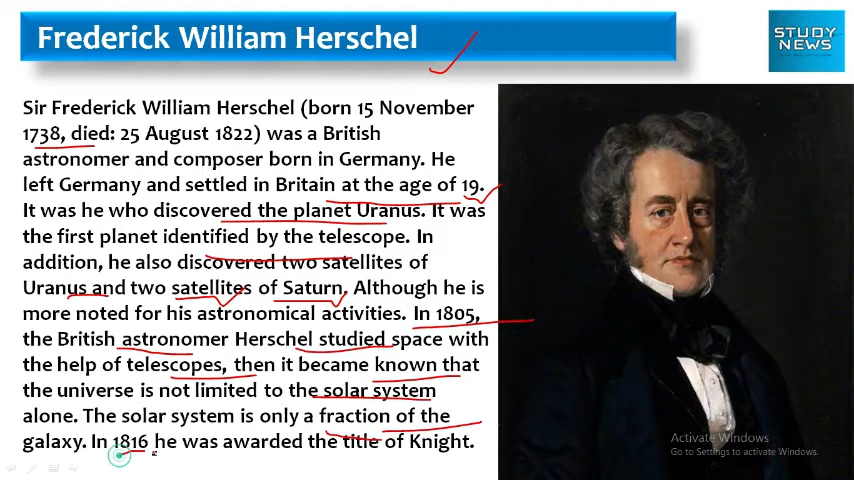 Frederick William Herschel
STUDY
NEWS
Sir Frederick William Herschel (born 15 November
1738, died: 25 August 1822) was a British
astronomer and composer born in Germany. He
left Germany and settled in Britain at the age of 19.
It was he who discovered the planet Uranus. It was
the first planet identified by the telescope. In
addition, he also discovered two satellites of
Uranus and two satellites of Saturn. Although he is
more noted for his astronomical activities. In 1805,
the British astronomer Herschel studied space with
the help of telescopes, then it became known that
the universe is not limited to the solar system
alone. The solar system is only a fraction of the
galaxy. In 1816 he was awarded the title of Knight.
Activate Windows
Go to Settings to activate Windows.